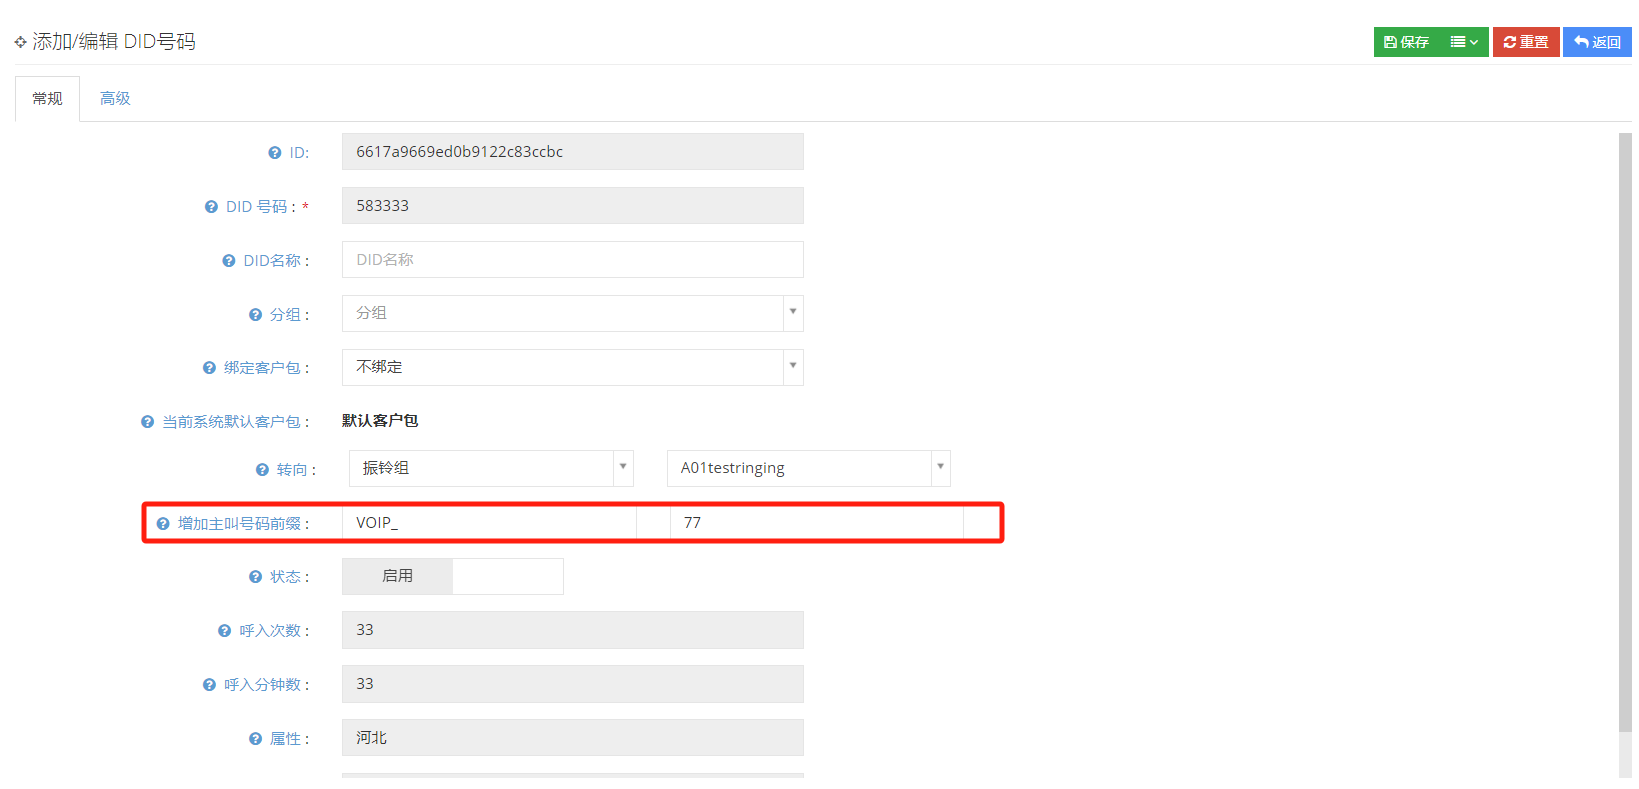 添加/编辑 DID号码
保存
重置
返回
常规
高级
ID:
6617a9669ed0b9122c83ccbc
DID 号码 : *
583333
DID名称 :
DID名称
分组 :
分组
绑定客户包 :
不绑定
当前系统默认客户包 :
默认客户包
转向 :
振铃组
A01testringing
增加主叫号码前缀 :
VOIP_
77
状态 :
启用
呼入次数 :
33
呼入分钟数 :
33
属性 :
河北